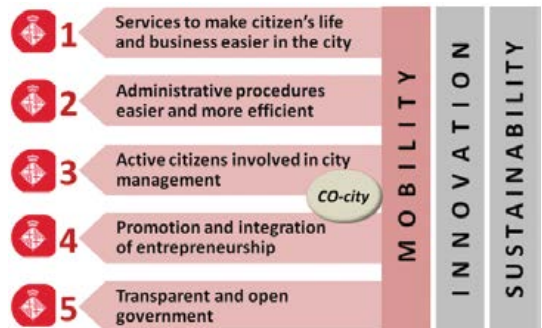 1 Services to make citizen's life
and business easier in the city
2 Administrative procedures
easier and more efficient
3 Active citizens involved in city
management
CO-city
4 Promotion and integration
of entrepreneurship
5 Transparent and open
government
MOBILITY
INNOVATION
SUSTAINABILITY